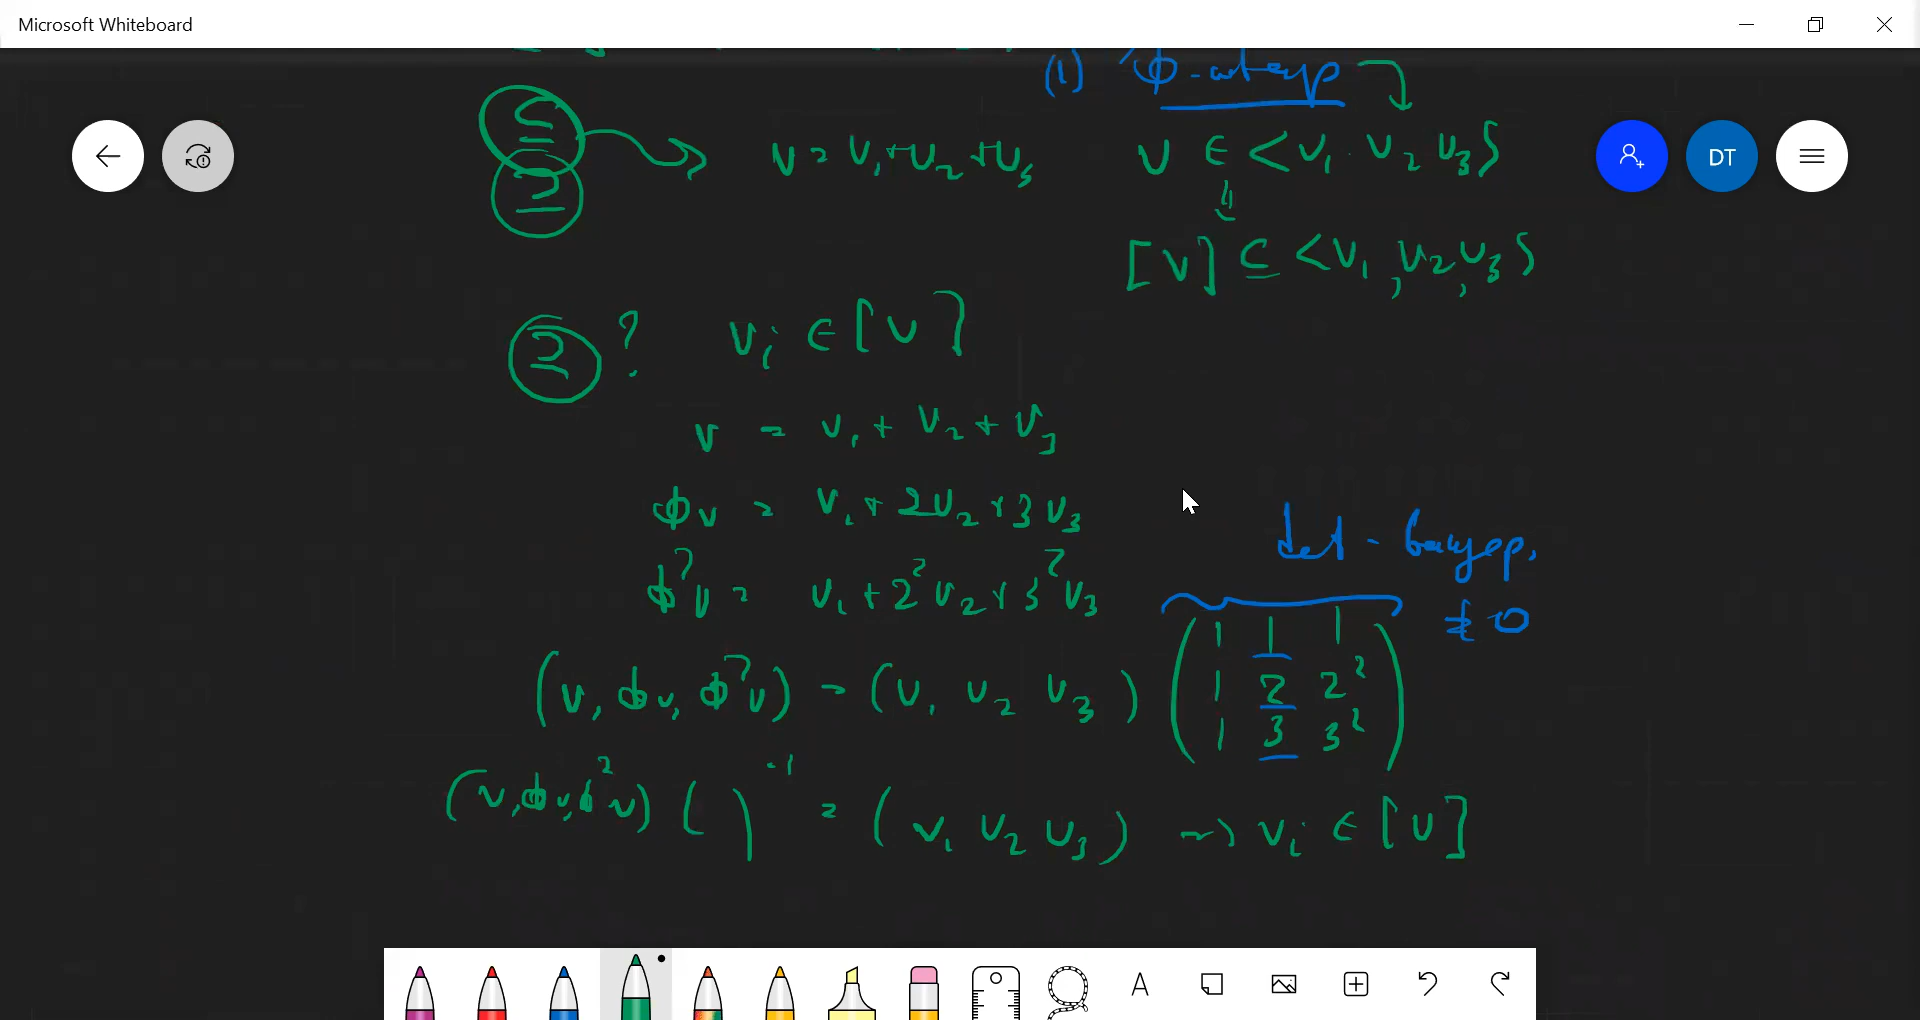 Microsoft Whiteboard
(1) φ-инвар
⊆ v = v₁ + v₂ + v₃ v ∈ <v₁, v₂ v₃>
⊇ ⇓
[v] ⊆ <v₁, v₂, v₃>
DT
⊇ ? vᵢ ∈ [v]
v = v₁ + v₂ + v₃
φv = v₁ + 2v₂ + 3v₃
φ²v = v₁ + 2²v₂ + 3²v₃
det - Вандер.
≠ 0
(v, φv, φ²v) = (v₁ v₂ v₃) (1 1 1
1 2 2²
1 3 3²)
(v, φv, φ²v) ( )⁻¹ = (v₁ v₂ v₃) ⇒ vᵢ ∈ [v]